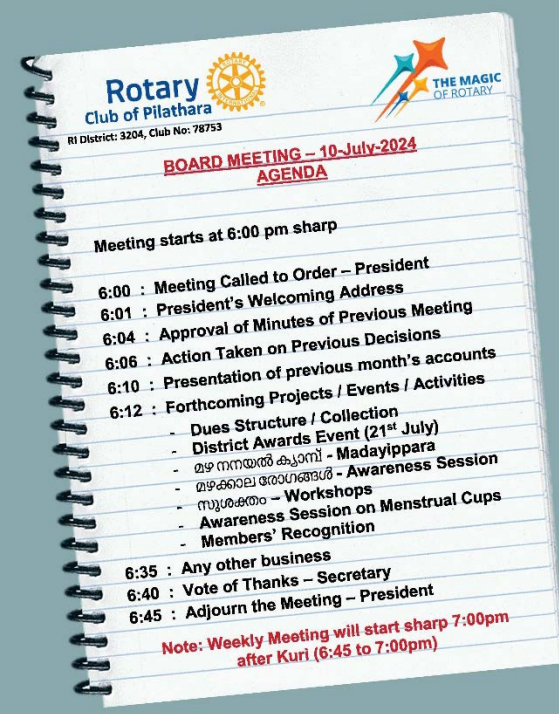 Rotary
Club of Pilathara
RI District: 3204, Club No: 78753
THE MAGIC
OF ROTARY
BOARD MEETING – 10-July-2024
AGENDA
Meeting starts at 6:00 pm sharp
6:00 : Meeting Called to Order – President
6:01 : President's Welcoming Address
6:04 : Approval of Minutes of Previous Meeting
6:06 : Action Taken on Previous Decisions
6:10 : Presentation of previous month's accounts
6:12 : Forthcoming Projects / Events / Activities
- Dues Structure / Collection
- District Awards Event (21st July)
- മഴ നനയൽ ക്യാമ്പ് - Madayippara
- മഴക്കാല രോഗങ്ങൾ - Awareness Session
- സുശക്തം – Workshops
- Awareness Session on Menstrual Cups
- Members' Recognition
6:35 : Any other business
6:40 : Vote of Thanks – Secretary
6:45 : Adjourn the Meeting – President
Note: Weekly Meeting will start sharp 7:00pm
after Kuri (6:45 to 7:00pm)